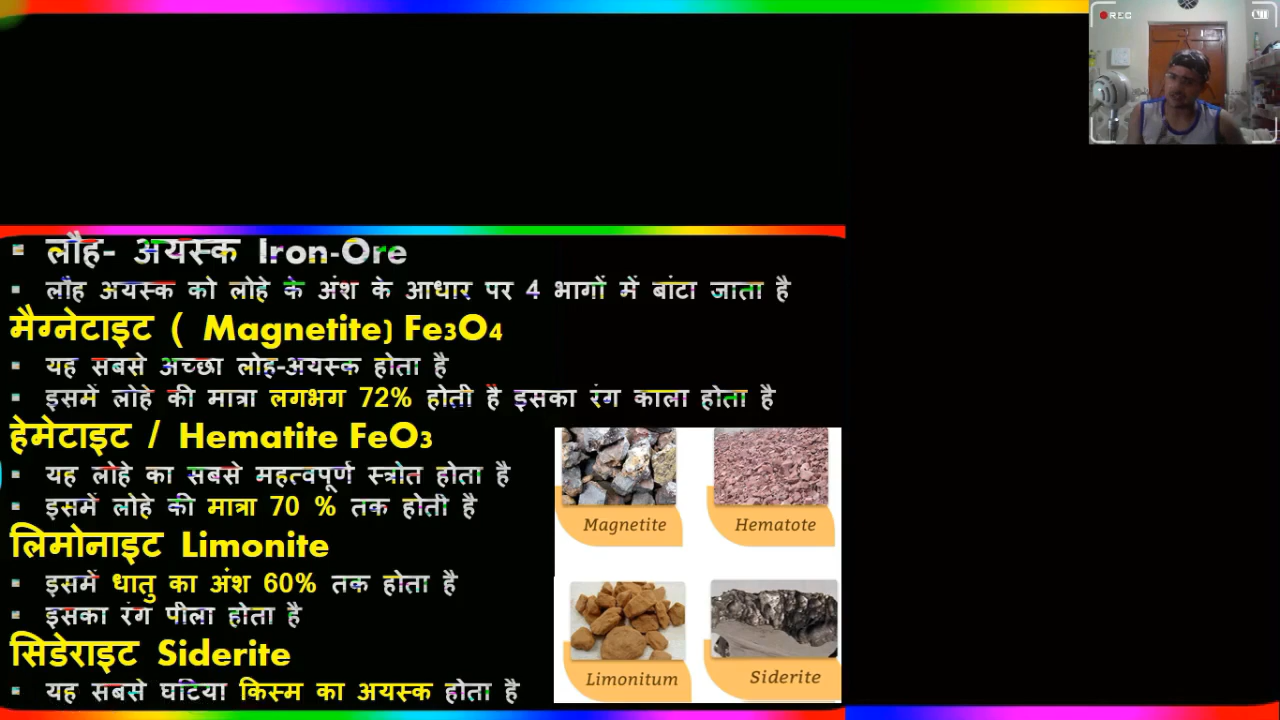 REC
लौह- अयस्क Iron-Ore
लौह अयस्क को लोहे के अंश के आधार पर 4 भागों में बांटा जाता है
मैग्नेटाइट ( Magnetite) Fe₃O₄
यह सबसे अच्छा लोह-अयस्क होता है
इसमें लोहे की मात्रा लगभग 72% होती है इसका रंग काला होता है
हेमेटाइट / Hematite FeO₃
यह लोहे का सबसे महत्वपूर्ण स्त्रोत होता है
इसमें लोहे की मात्रा 70 % तक होती है
Magnetite Hematote
लिमोनाइट Limonite
इसमें धातु का अंश 60% तक होता है
इसका रंग पीला होता है
सिडेराइट Siderite
Limonitum Siderite
यह सबसे घटिया किस्म का अयस्क होता है